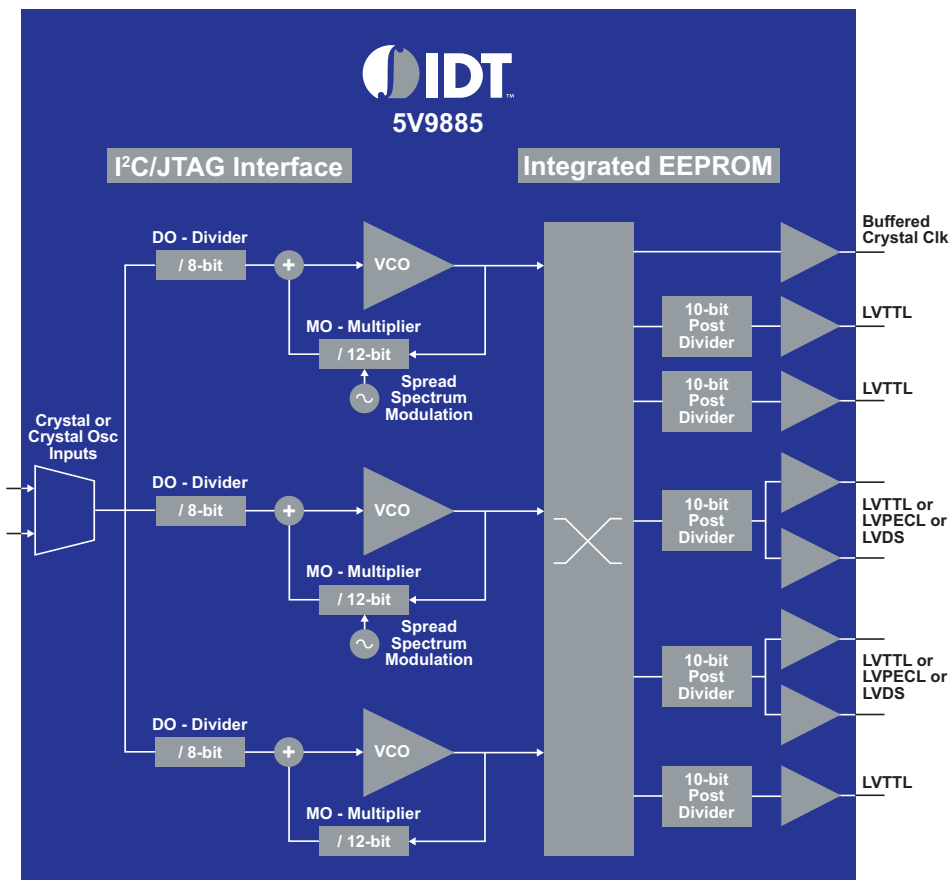 IDT™
5V9885
I²C/JTAG Interface
Integrated EEPROM
DO - Divider
/ 8-bit
+
VCO
MO - Multiplier
/ 12-bit
Spread
Spectrum
Modulation
Crystal or
Crystal Osc
Inputs
DO - Divider
/ 8-bit
+
VCO
MO - Multiplier
/ 12-bit
Spread
Spectrum
Modulation
DO - Divider
/ 8-bit
+
VCO
MO - Multiplier
/ 12-bit
Buffered
Crystal Clk
10-bit
Post
Divider
LVTTL
10-bit
Post
Divider
LVTTL
10-bit
Post
Divider
LVTTL or
LVPECL or
LVDS
10-bit
Post
Divider
LVTTL or
LVPECL or
LVDS
10-bit
Post
Divider
LVTTL